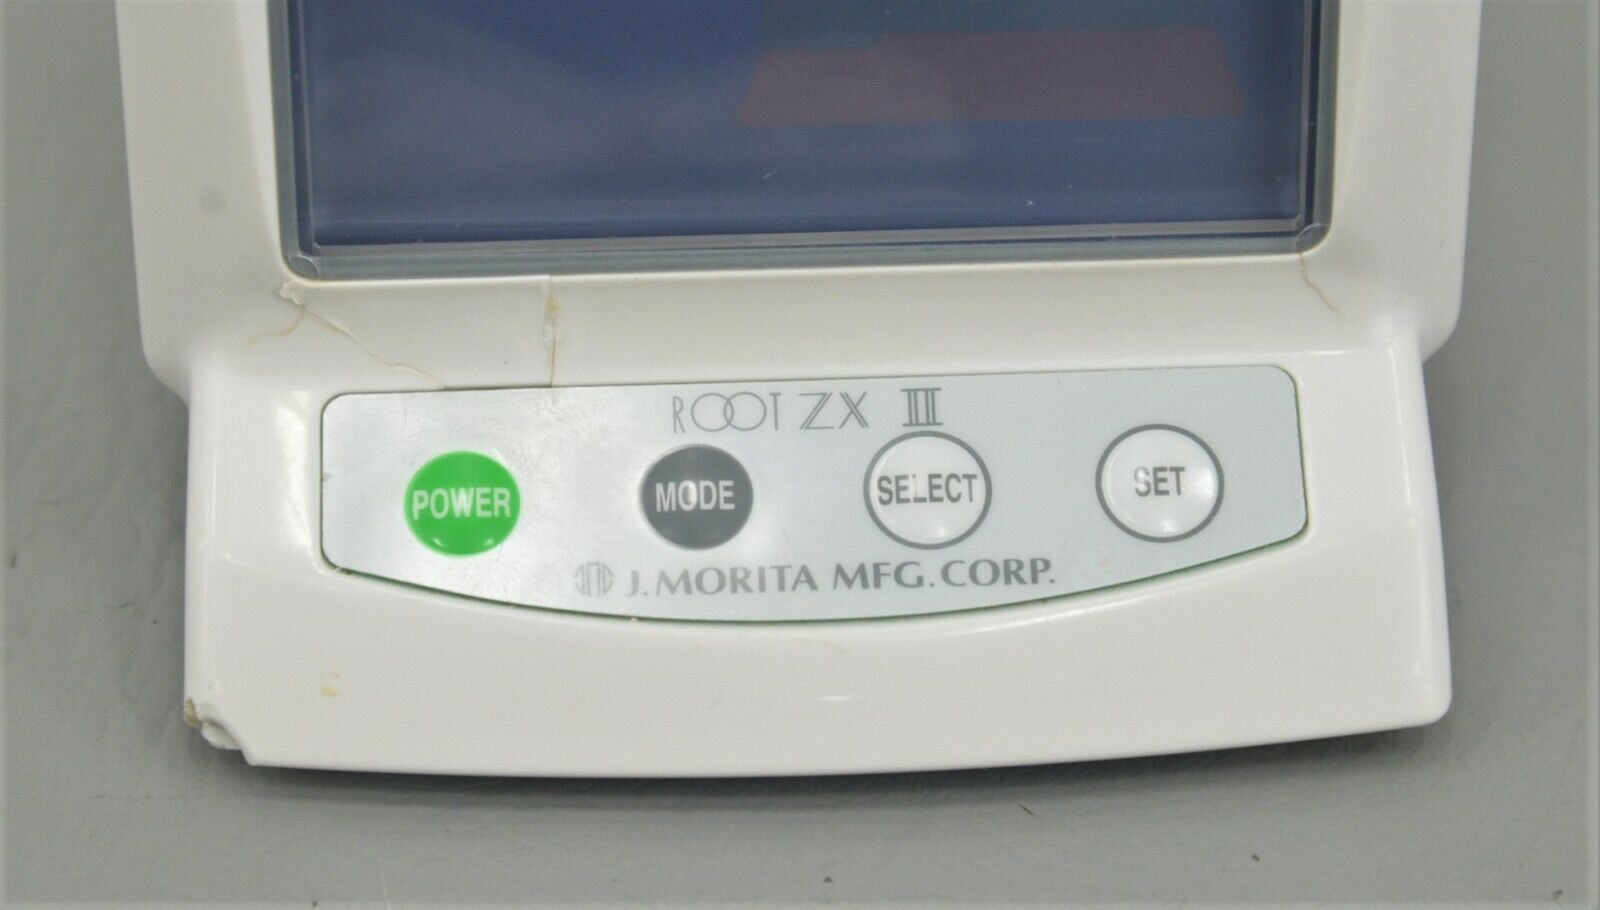 ROOT ZX III
POWER MODE SELECT SET
J. MORITA MFG. CORP.